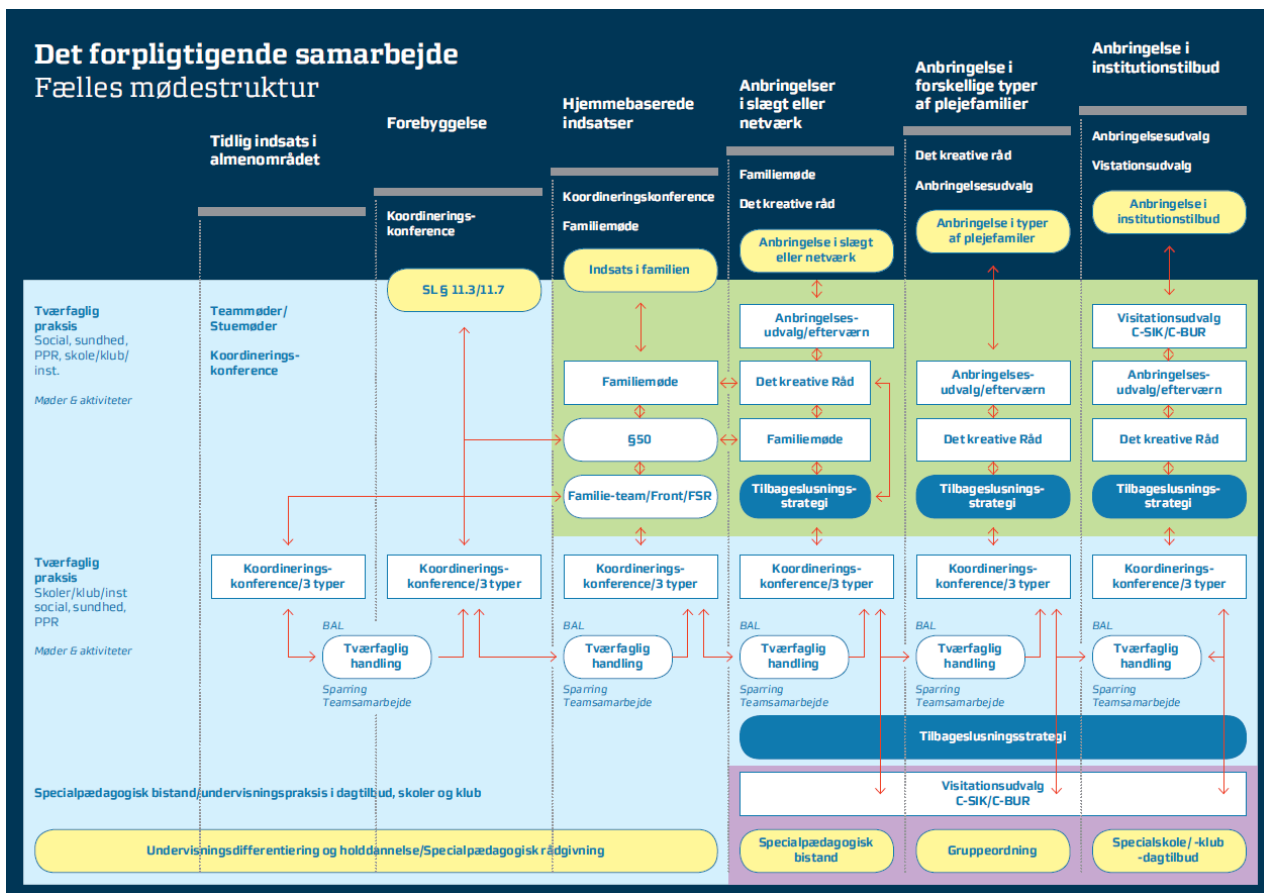 Det forpligtigende samarbejde
Fælles mødestruktur
Tidlig indsats i
almenområdet
Forebyggelse
Koordinerings-
konference
Hjemmebaserede
indsatser
Koordineringskonference
Familiemøde
Anbringelser
i slægt eller
netværk
Familiemøde
Det kreative råd
Anbringelse i
forskellige typer
af plejefamilier
Det kreative råd
Anbringelsesudvalg
Anbringelse i
institutionstilbud
Anbringelsesudvalg
Vistationsudvalg
SL § 11.3/11.7
Indsats i familien
Anbringelse i slægt
eller netværk
Anbringelse i typer
af plejefamiler
Anbringelse i
institutionstilbud
Tværfaglig
praksis
Social, sundhed,
PPR, skole/klub/
inst.
Møder & aktiviteter
Teammøder/
Stuemøder
Koordinerings-
konference
Familiemøde
§50
Familie-team/Front/FSR
Anbringelses-
udvalg/efterværn
Det kreative Råd
Familiemøde
Tilbageslusnings-
strategi
Anbringelses-
udvalg/efterværn
Det kreative Råd
Tilbageslusnings-
strategi
Visitationsudvalg
C-SIK/C-BUR
Anbringelses-
udvalg/efterværn
Det kreative Råd
Tilbageslusnings-
strategi
Tværfaglig
praksis
Skoler/klub/inst
social, sundhed,
PPR
Møder & aktiviteter
Koordinerings-
konference/3 typer
Koordinerings-
konference/3 typer
Koordinerings-
konference/3 typer
Koordinerings-
konference/3 typer
Koordinerings-
konference/3 typer
Koordinerings-
konference/3 typer
BAL
Tværfaglig
handling
Sparring
Teamsamarbejde
BAL
Tværfaglig
handling
Sparring
Teamsamarbejde
BAL
Tværfaglig
handling
Sparring
Teamsamarbejde
BAL
Tværfaglig
handling
Sparring
Teamsamarbejde
BAL
Tværfaglig
handling
Sparring
Teamsamarbejde
Tilbageslusningsstrategi
Specialpædagogisk bistand/undervisningspraksis i dagtilbud, skoler og klub
Visitationsudvalg
C-SIK/C-BUR
Undervisningsdifferentiering og holddannelse/Specialpædagogisk rådgivning
Specialpædagogisk
bistand
Gruppeordning
Specialskole/ -klub
-dagtilbud